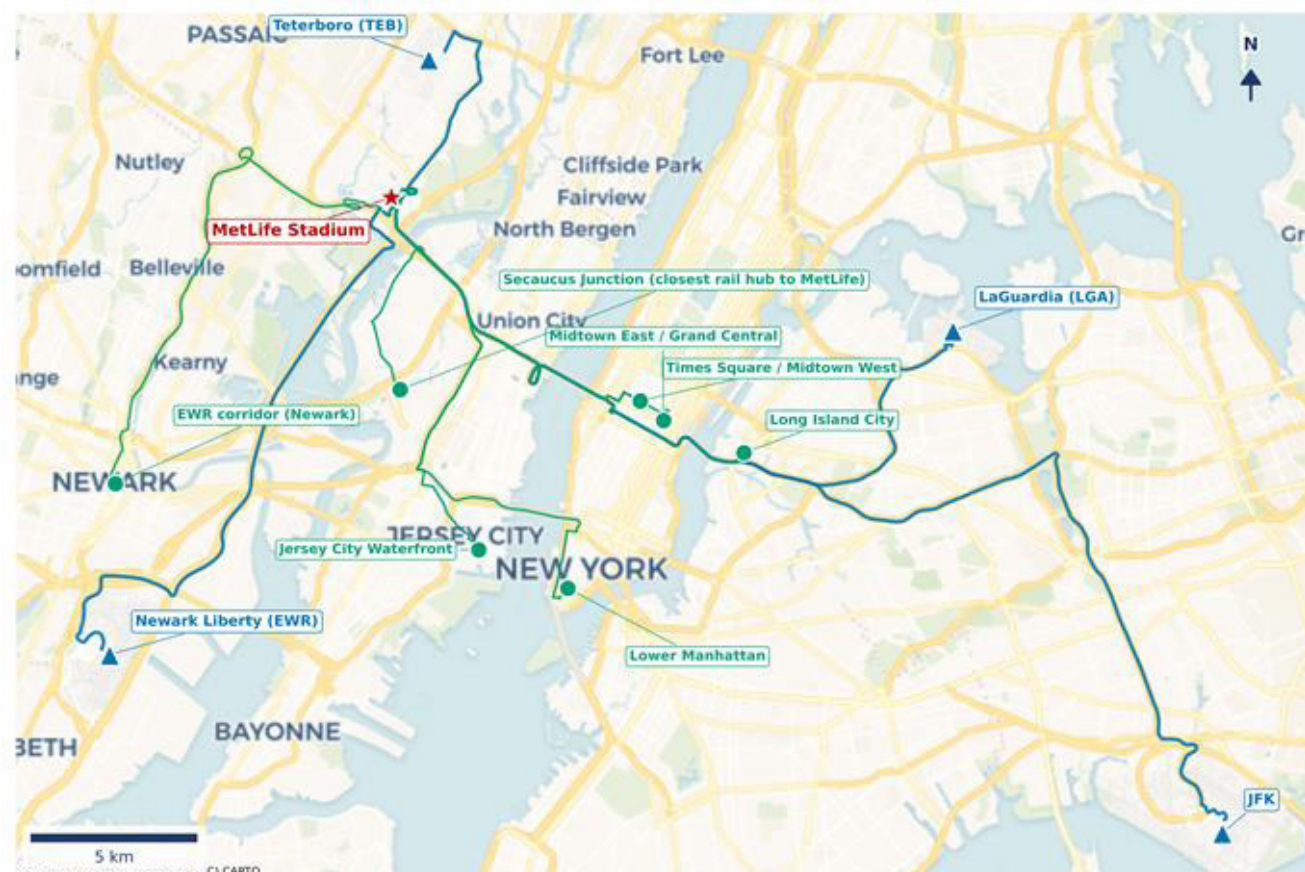 Teterboro (TEB)
Fort Lee
N
Nutley
Cliffside Park
Fairview
MetLife Stadium
North Bergen
Belleville
Secaucus Junction (closest rail hub to MetLife)
LaGuardia (LGA)
Union City
Midtown East / Grand Central
Kearny
Times Square / Midtown West
EWR corridor (Newark)
Long Island City
NEWARK
JERSEY CITY
Jersey City Waterfront
NEW YORK
Newark Liberty (EWR)
Lower Manhattan
BAYONNE
BETH
JFK
5 km